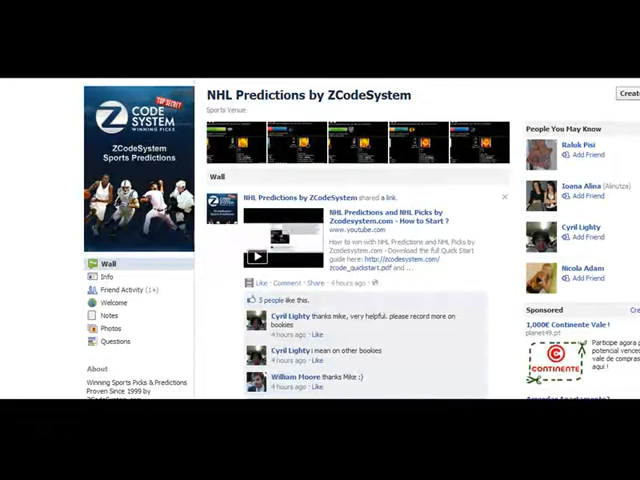 NHL Predictions by ZCodeSystem
Create
Sports Venue
TOP SECRET
Z CODE
SYSTEM
WINNING PICKS
ZCodeSystem
Sports Predictions
Wall
NHL Predictions by ZCodeSystem shared a link.
NHL Predictions and NHL Picks by
Zcodesystem.com - How to Start ?
www.youtube.com
How to win with NHL Predictions and NHL Picks by
Zcodesystem.com - Download the full Quick Start
guide here: http://zcodesystem.com/
zcode_quickstart.pdf and ...
Like · Comment · Share · 4 hours ago ·
5 people like this.
Cyril Lighty thanks mike, very helpful. please record more on
bookies
4 hours ago · Like
Cyril Lighty i mean on other bookies
4 hours ago · Like
William Moore thanks Mike :)
4 hours ago · Like
Wall
Info
Friend Activity (1+)
Welcome
Notes
Photos
Questions
About
Winning Sports Picks & Predictions
Proven Since 1999 by
People You May Know
Raluk Pisi
Add Friend
Ioana Alina (Alinutza)
Add Friend
Cyril Lighty
Add Friend
Nicola Adam
Add Friend
Sponsored
1,000€ Continente Vale !
planet49.pt
Participe agora
potencial
vale de compras
aqui !
CONTINENTE